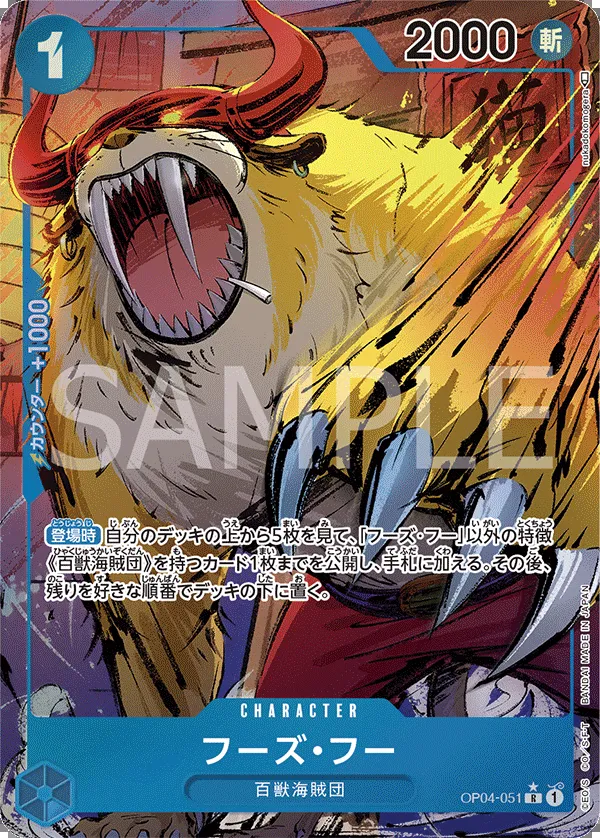 1
2000
斬
猫
nukadokomogura
カウンター +1000
SAMPLE
登場時 自分のデッキの上から5枚を見て、「フーズ・フー」以外の特徴
《百獣海賊団》を持つカード1枚までを公開し、手札に加える。その後、
残りを好きな順番でデッキの下に置く。
CHARACTER
フーズ・フー
百獣海賊団
OP04-051 R 1
©EO/S. ©O/S·F·T BANDAI MADE IN JAPAN